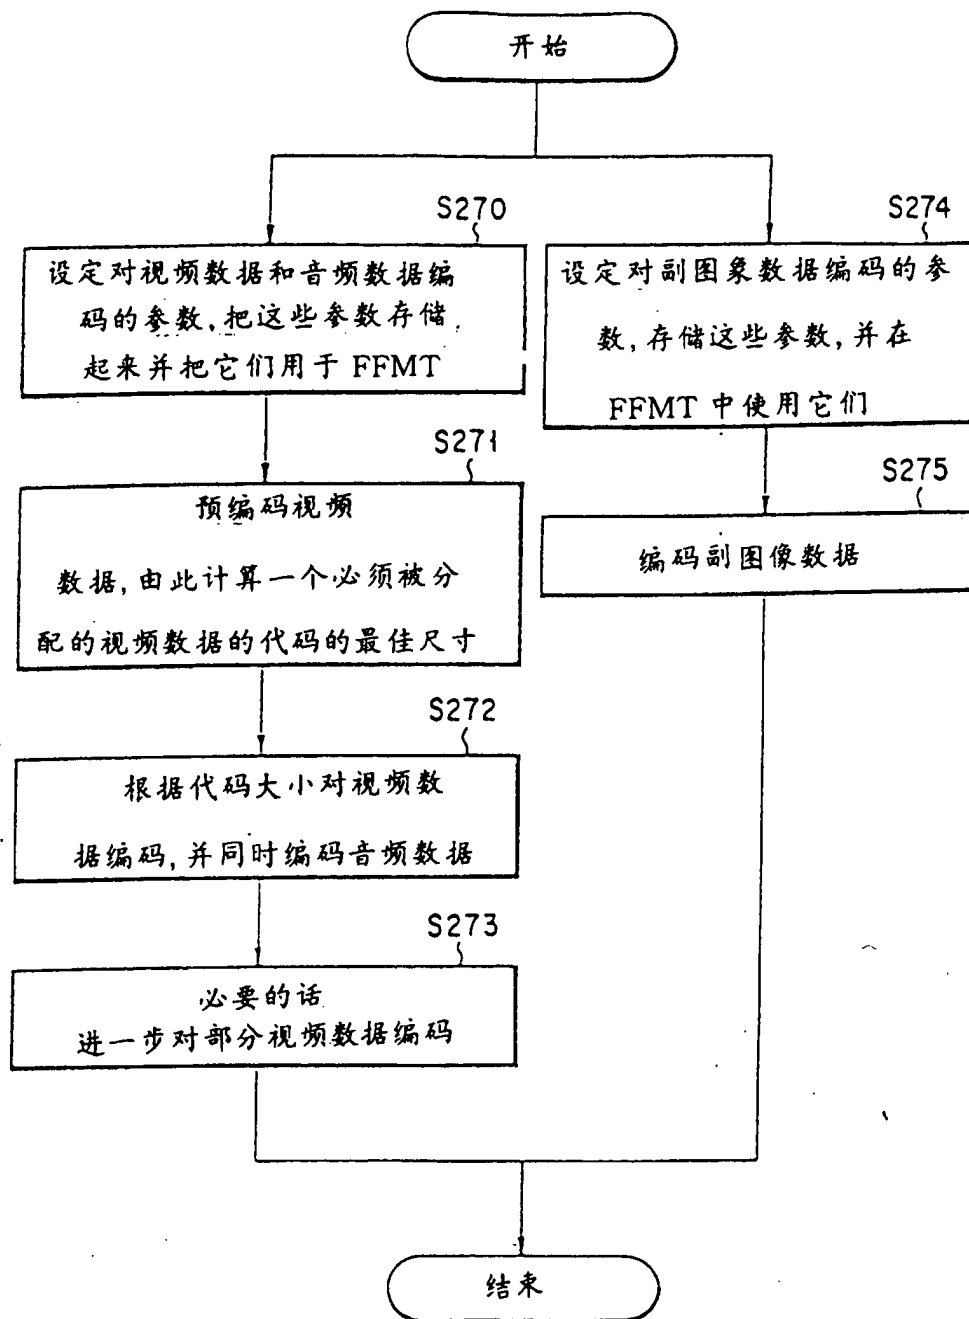 开始
S270
设定对视频数据和音频数据编
码的参数,把这些参数存储
起来并把它们用于 FFMT
S271
预编码视频
数据,由此计算一个必须被分
配的视频数据的代码的最佳尺寸
S272
根据代码大小对视频数
据编码,并同时编码音频数据
S273
必要的话
进一步对部分视频数据编码
S274
设定对副图象数据编码的参
数,存储这些参数,并在
FFMT 中使用它们
S275
编码副图像数据
结束